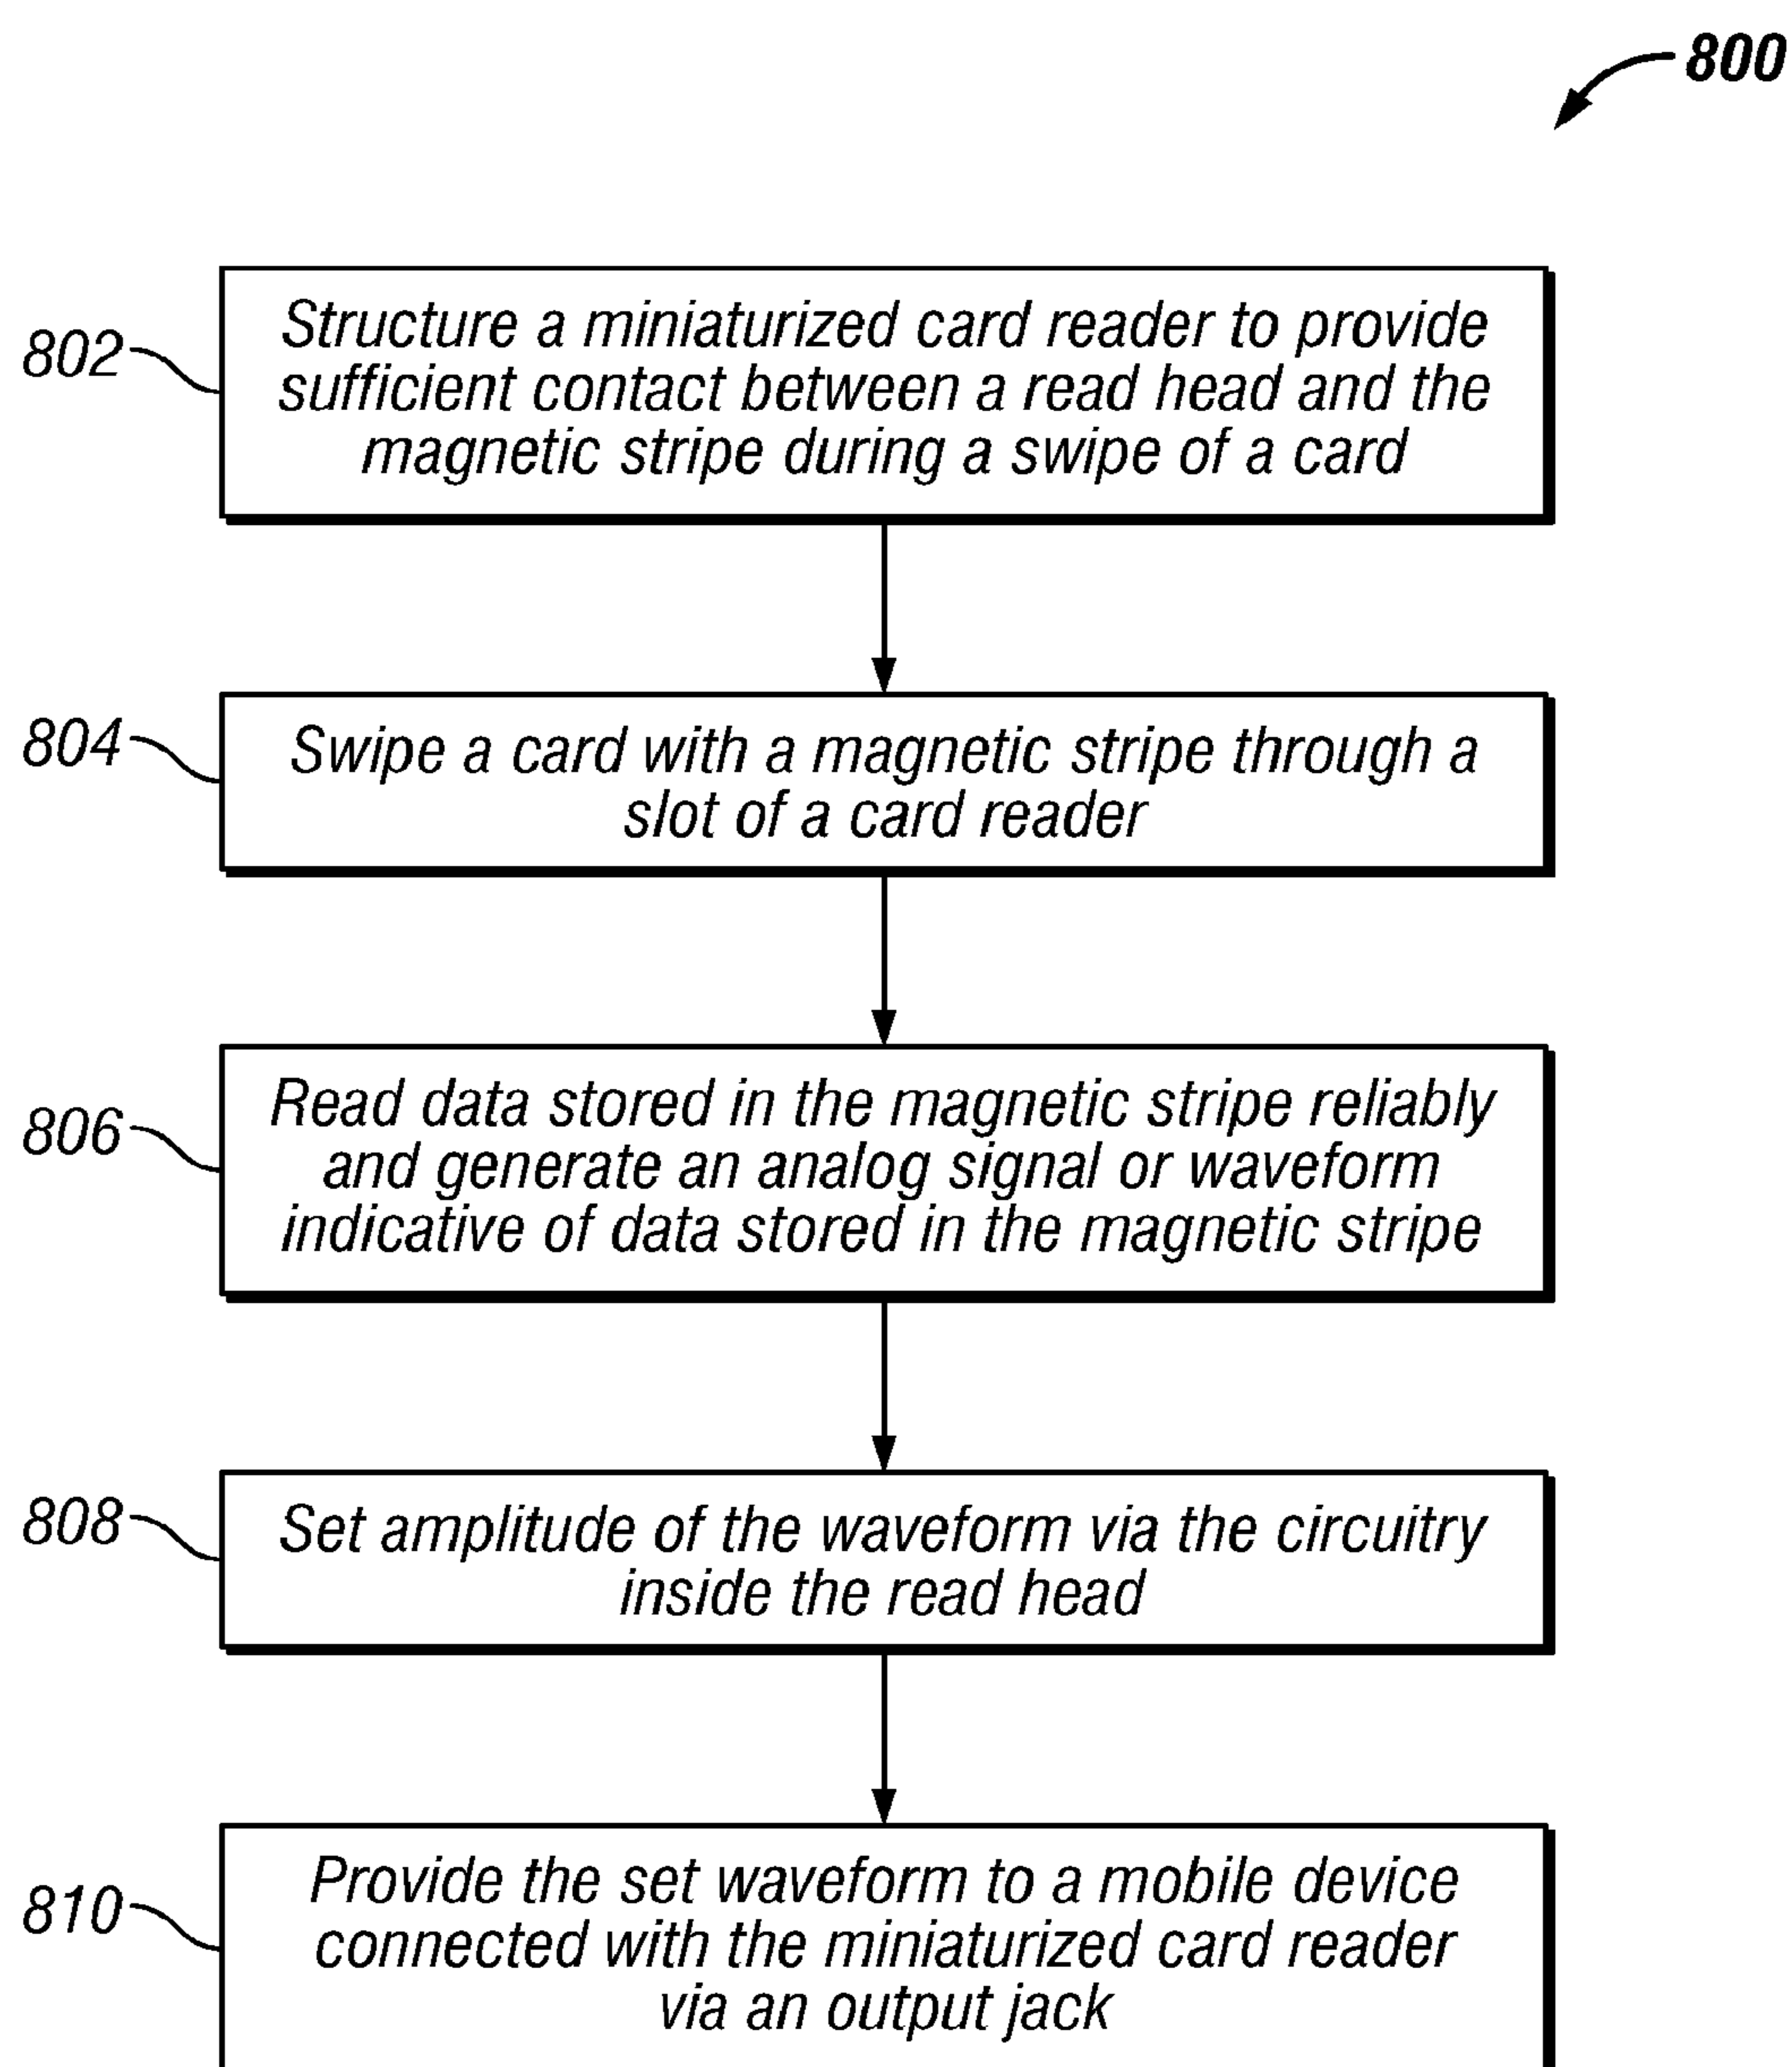 800
802
Structure a miniaturized card reader to provide
sufficient contact between a read head and the
magnetic stripe during a swipe of a card
804
Swipe a card with a magnetic stripe through a
slot of a card reader
806
Read data stored in the magnetic stripe reliably
and generate an analog signal or waveform
indicative of data stored in the magnetic stripe
808
Set amplitude of the waveform via the circuitry
inside the read head
810
Provide the set waveform to a mobile device
connected with the miniaturized card reader
via an output jack